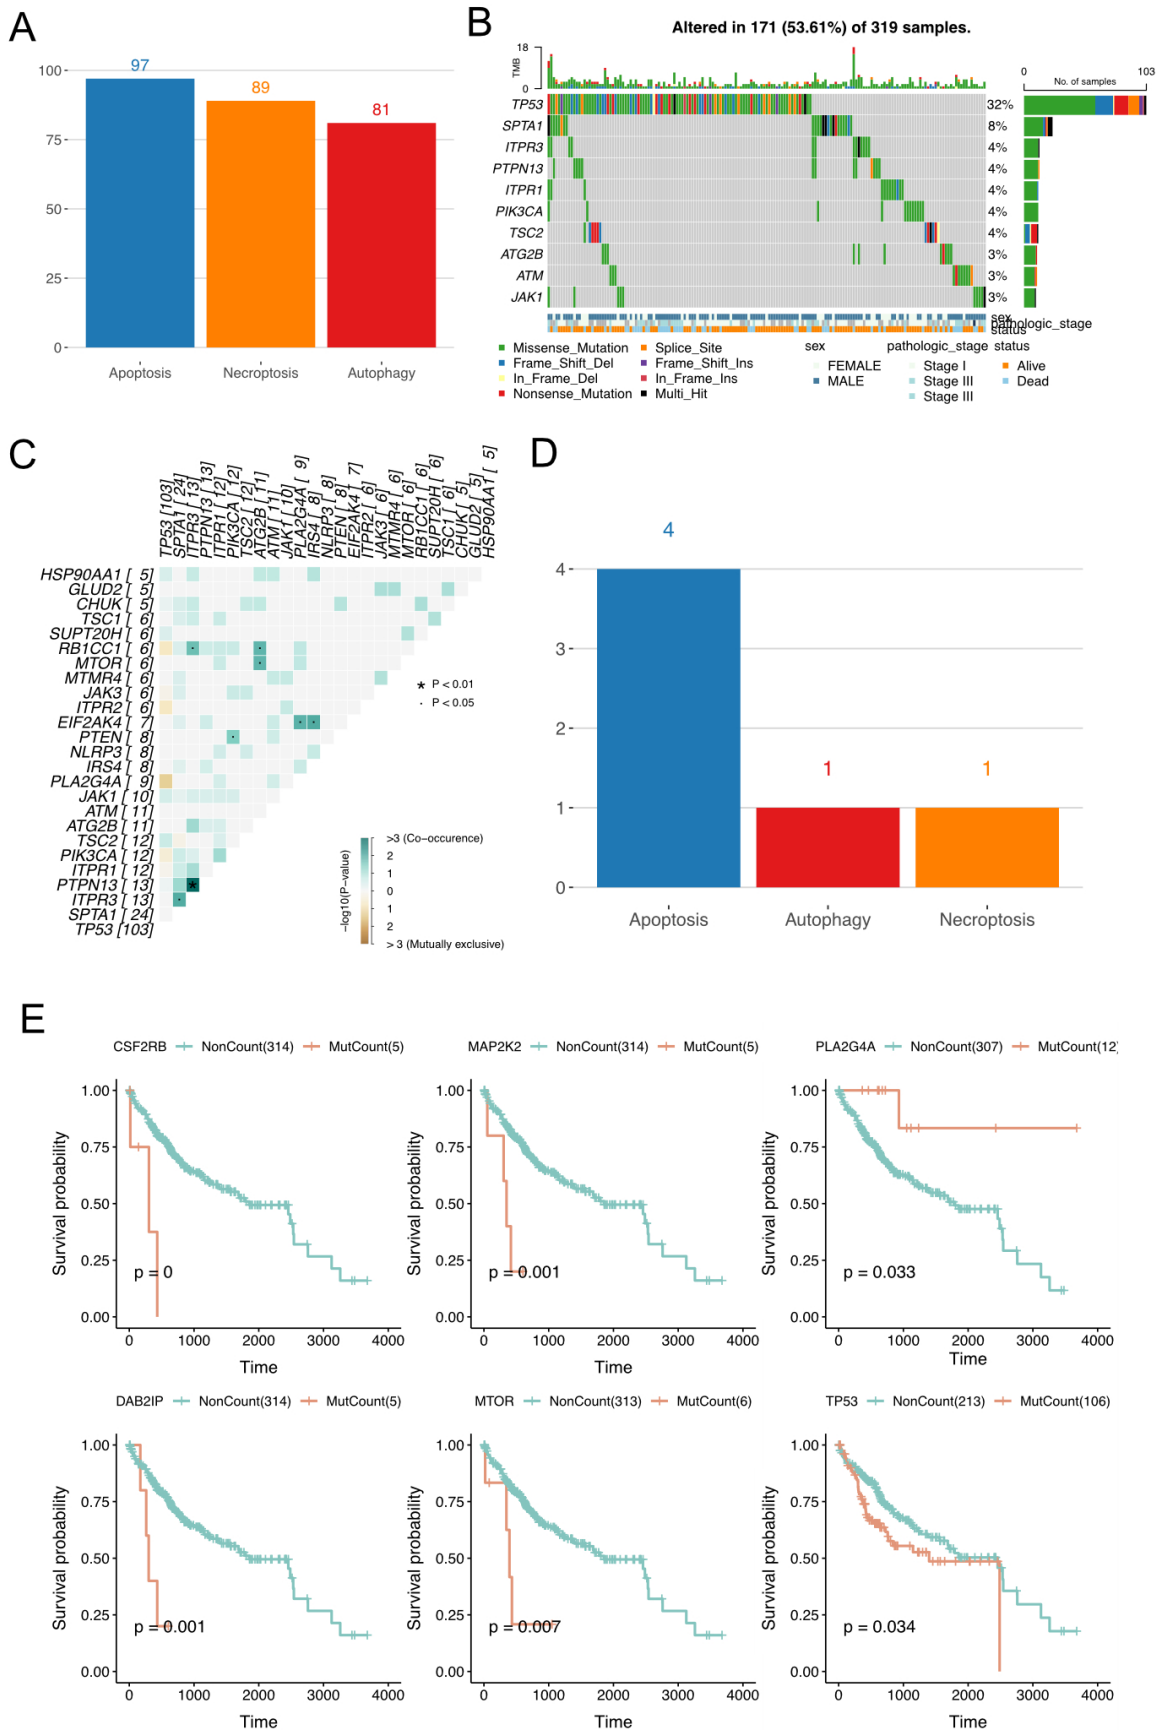 A
97
89
81
100
75
50
25
0
Apoptosis
Necroptosis
Autophagy
B
Altered in 171 (53.61%) of 319 samples.
18
0
TMB
0
103
No. of samples
TP53 32%
SPTA1 8%
ITPR3 4%
PTPN13 4%
ITPR1 4%
PIK3CA 4%
TSC2 4%
ATG2B 3%
ATM 3%
JAK1 3%
sex
pathologic_stage
status
Missense_Mutation
Frame_Shift_Del
In_Frame_Del
Nonsense_Mutation
Splice_Site
Frame_Shift_Ins
In_Frame_Ins
Multi_Hit
sex
FEMALE
MALE
pathologic_stage
Stage I
Stage III
Stage III
status
Alive
Dead
C
TP53 [103]
SPTA1 [ 24]
ITPR3 [ 13]
PTPN13 [ 13]
ITPR1 [ 12]
PIK3CA [ 12]
TSC2 [ 12]
ATG2B [ 11]
ATM [ 11]
JAK1 [ 10]
PLA2G4A [ 9]
IRS4 [ 8]
NLRP3 [ 8]
PTEN [ 8]
EIF2AK4 [ 7]
ITPR2 [ 6]
JAK3 [ 6]
MTMR4 [ 6]
MTOR [ 6]
RB1CC1 [ 6]
SUPT20H [ 6]
TSC1 [ 6]
CHUK [ 5]
GLUD2 [ 5]
HSP90AA1 [ 5]
HSP90AA1 [ 5]
GLUD2 [ 5]
CHUK [ 5]
TSC1 [ 6]
SUPT20H [ 6]
RB1CC1 [ 6]
MTOR [ 6]
MTMR4 [ 6]
JAK3 [ 6]
ITPR2 [ 6]
EIF2AK4 [ 7]
PTEN [ 8]
NLRP3 [ 8]
IRS4 [ 8]
PLA2G4A [ 9]
JAK1 [ 10]
ATM [ 11]
ATG2B [ 11]
TSC2 [ 12]
PIK3CA [ 12]
ITPR1 [ 12]
PTPN13 [ 13]
ITPR3 [ 13]
SPTA1 [ 24]
TP53 [103]
* P < 0.01
· P < 0.05
-log10(P-value)
>3 (Co-occurence)
2
1
0
1
2
> 3 (Mutually exclusive)
D
4
1
1
4
3
2
1
0
Apoptosis
Autophagy
Necroptosis
E
CSF2RB NonCount(314) MutCount(5)
Survival probability
1.00
0.75
0.50
0.25
0.00
p = 0
0 1000 2000 3000 4000
Time
MAP2K2 NonCount(314) MutCount(5)
Survival probability
1.00
0.75
0.50
0.25
0.00
p = 0.001
0 1000 2000 3000 4000
Time
PLA2G4A NonCount(307) MutCount(12)
Survival probability
1.00
0.75
0.50
0.25
0.00
p = 0.033
0 1000 2000 3000 4000
Time
DAB2IP NonCount(314) MutCount(5)
Survival probability
1.00
0.75
0.50
0.25
0.00
p = 0.001
0 1000 2000 3000 4000
Time
MTOR NonCount(313) MutCount(6)
Survival probability
1.00
0.75
0.50
0.25
0.00
p = 0.007
0 1000 2000 3000 4000
Time
TP53 NonCount(213) MutCount(106)
Survival probability
1.00
0.75
0.50
0.25
0.00
p = 0.034
0 1000 2000 3000 4000
Time